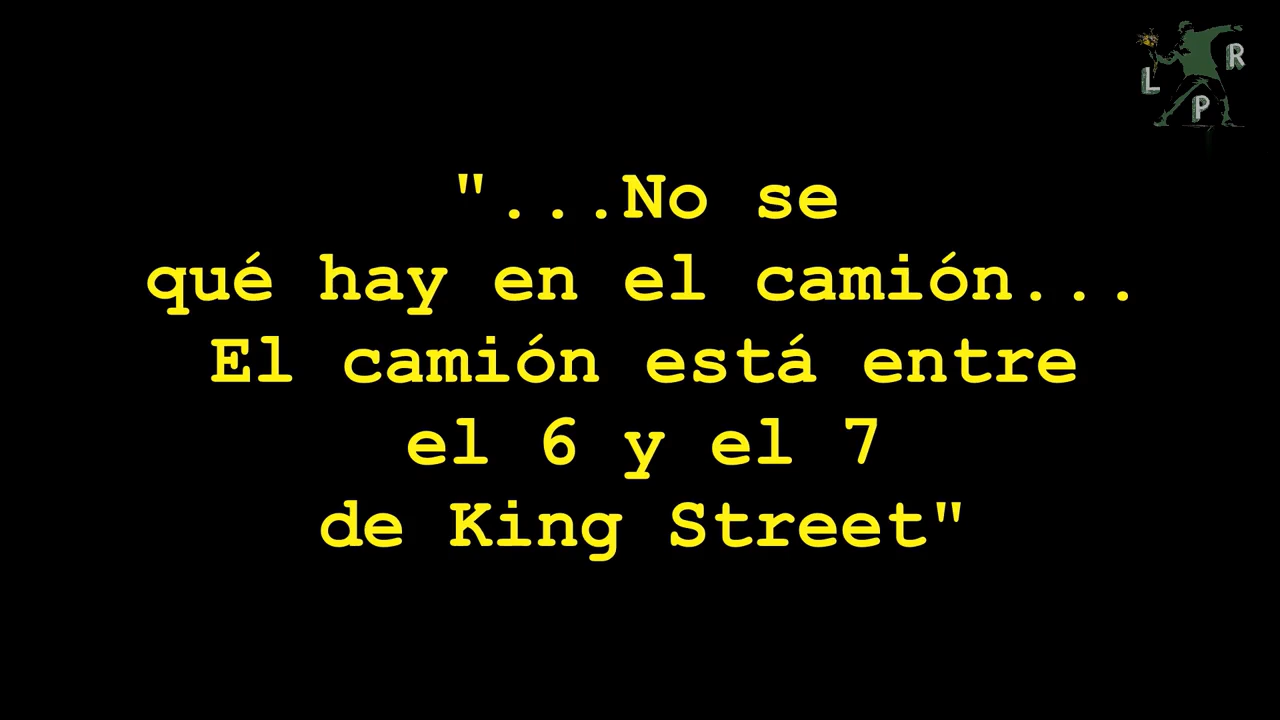 "...No se
qué hay en el camión...
El camión está entre
el 6 y el 7
de King Street"
L P R